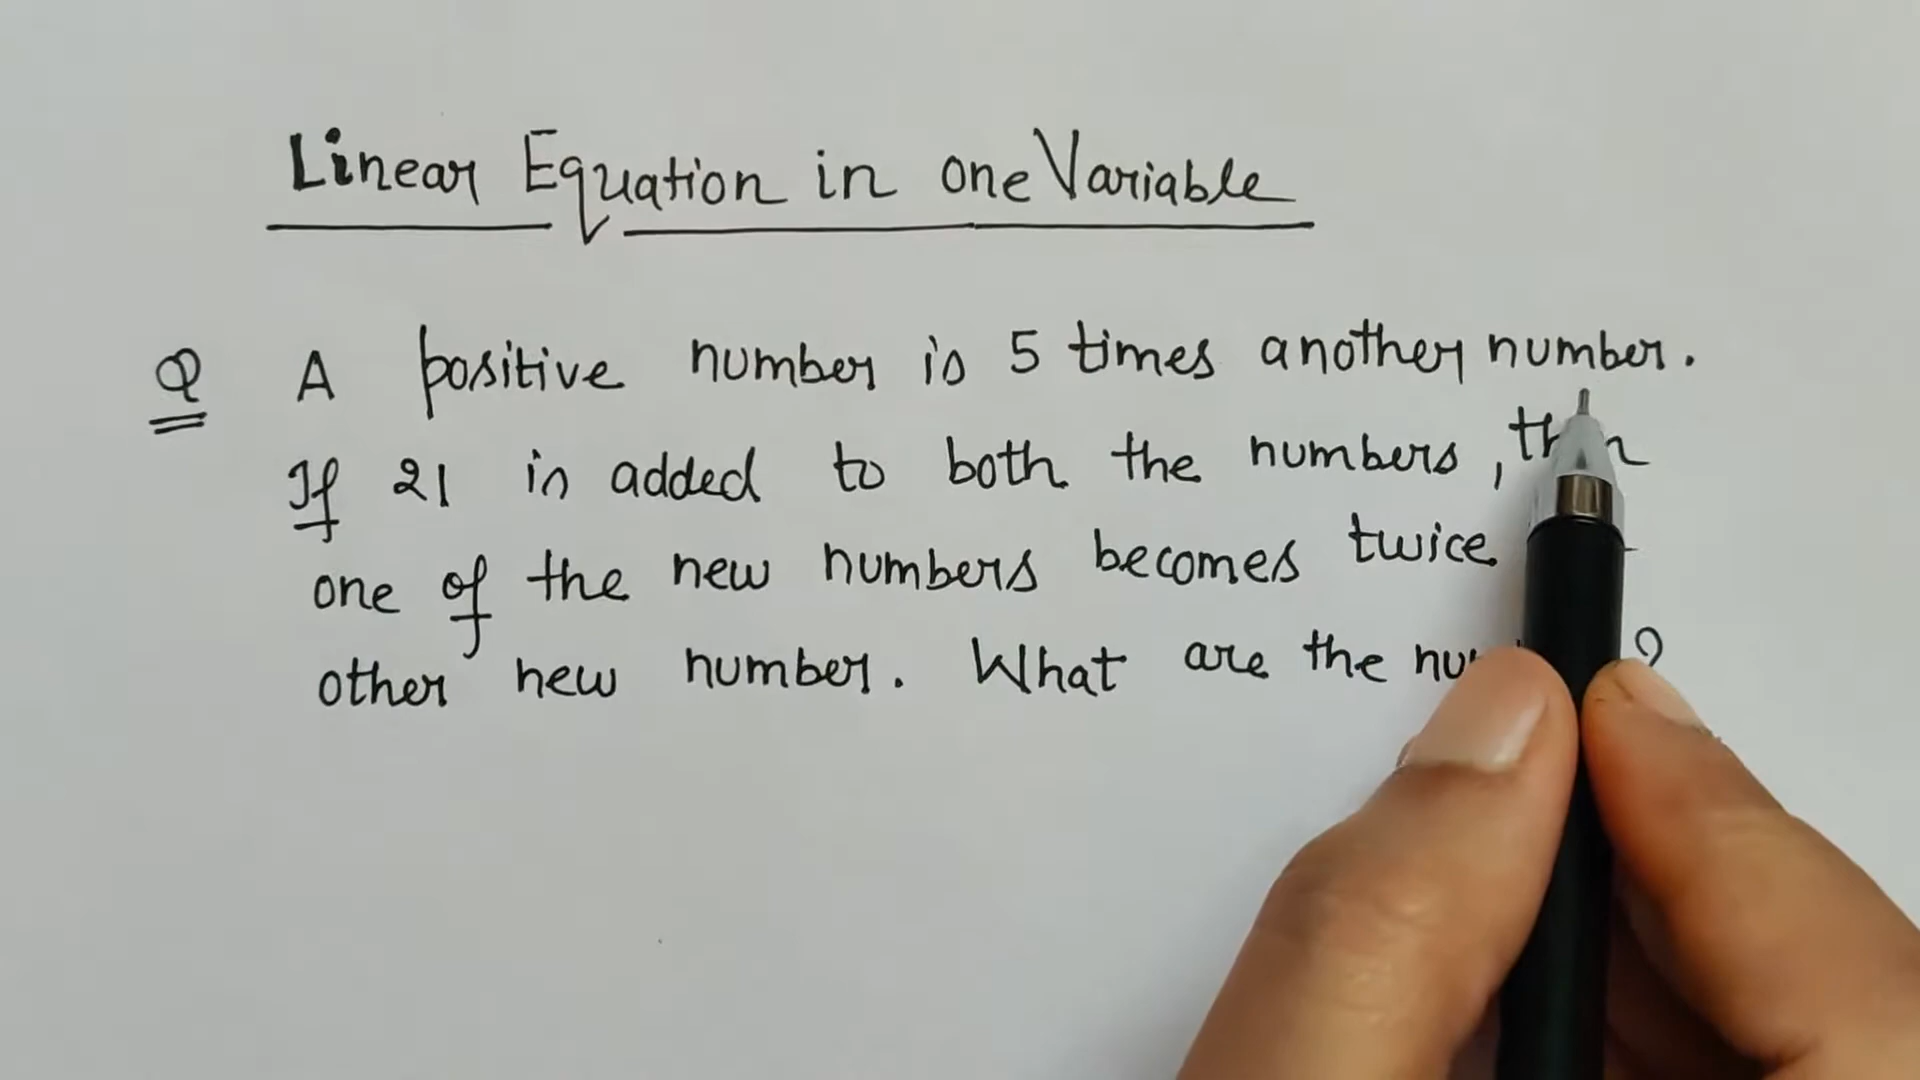 Linear Equation in one Variable
Q A positive number is 5 times another number.
If 21 is added to both the numbers,
one of the new numbers becomes twice
other new number. What are the ?